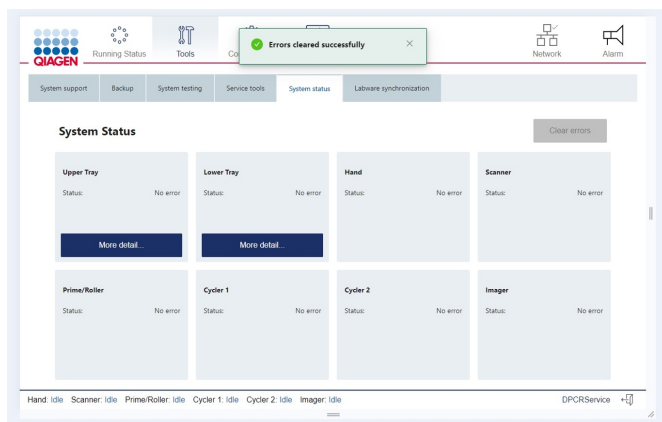 QIAGEN
Running Status
Tools
Co
Errors cleared successfully
Network
Alarm
System support Backup System testing Service tools System status Labware synchronization
System Status
Clear errors
Upper Tray Lower Tray Hand Scanner
Status: No error Status: No error Status: No error Status: No error
More detail... More detail...
Prime/Roller Cycler 1 Cycler 2 Imager
Status: No error Status: No error Status: No error Status: No error
Hand: Idle Scanner: Idle Prime/Roller: Idle Cycler 1: Idle Cycler 2: Idle Imager: Idle DPCRService